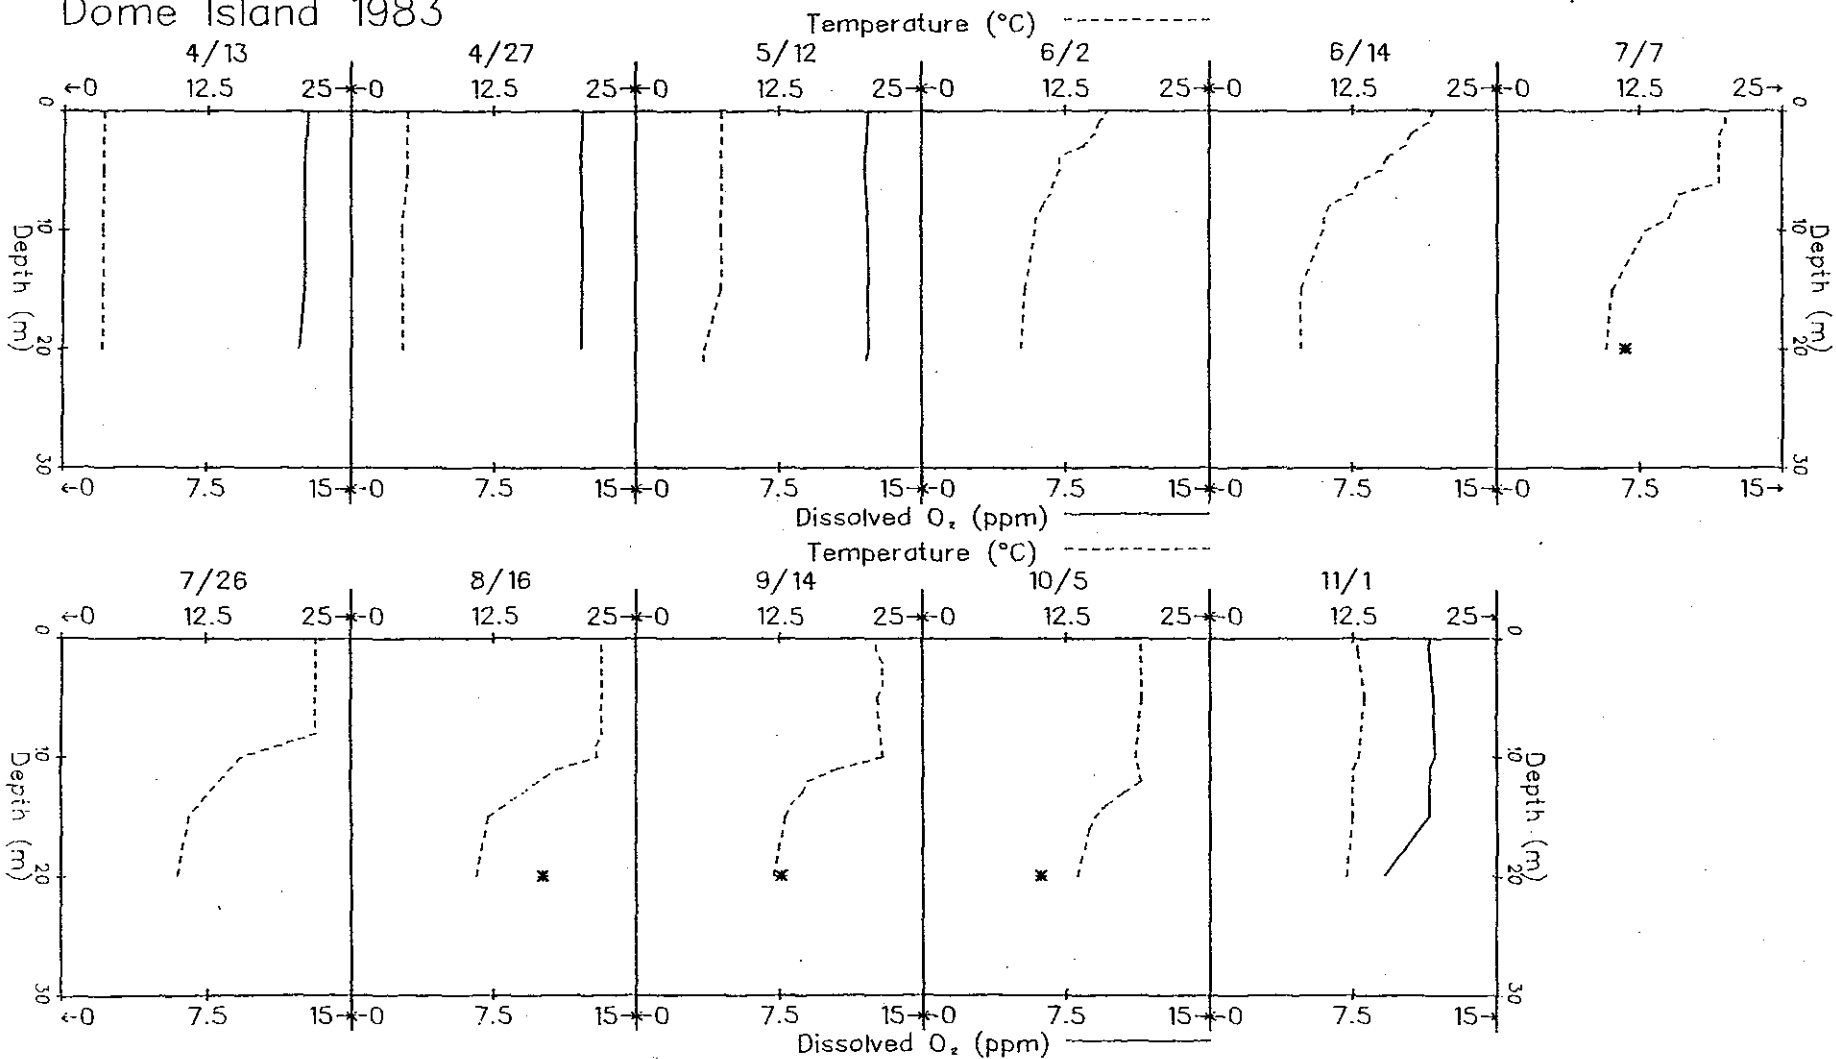 Dome Island 1983
Temperature (°C)
4/13 4/27 5/12 6/2 6/14 7/7
←0 12.5 25→ ←0 12.5 25→ ←0 12.5 25→ ←0 12.5 25→ ←0 12.5 25→ ←0 12.5 25→
0 0
10 10
Depth (m) Depth (m)
20 20
30 30
←0 7.5 15→ ←0 7.5 15→ ←0 7.5 15→ ←0 7.5 15→ ←0 7.5 15→ ←0 7.5 15→
Dissolved O₂ (ppm)
Temperature (°C)
7/26 8/16 9/14 10/5 11/1
←0 12.5 25→ ←0 12.5 25→ ←0 12.5 25→ ←0 12.5 25→ ←0 12.5 25→
0 0
10 10
Depth (m) Depth (m)
20 20
30 30
←0 7.5 15→ ←0 7.5 15→ ←0 7.5 15→ ←0 7.5 15→ ←0 7.5 15→
Dissolved O₂ (ppm)